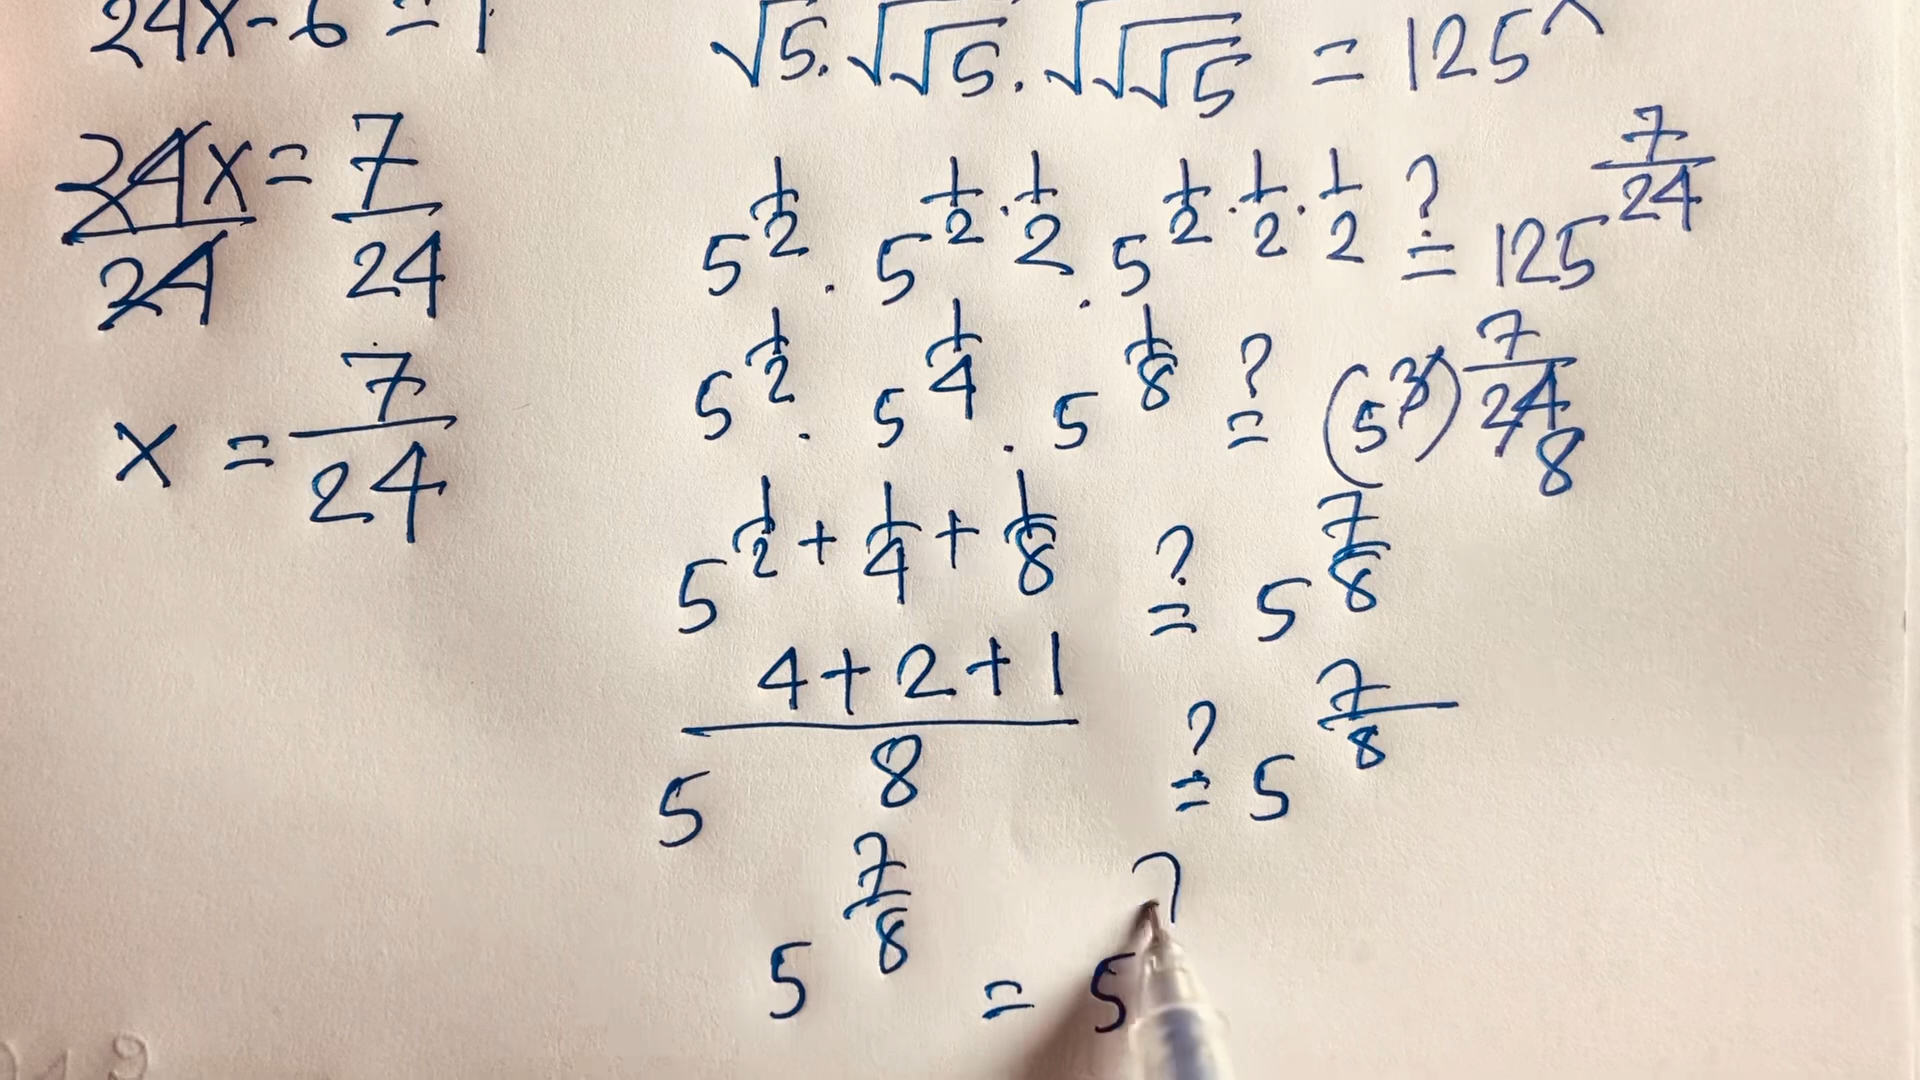 24x - 6 = 1
24x/24 = 7/24
x = 7/24
√5 . √√5 . √√√5 = 125^x
5^(1/2) . 5^(1/2 . 1/2) . 5^(1/2 . 1/2 . 1/2) ≟ 125^(7/24)
5^(1/2) . 5^(1/4) . 5^(1/8) ≟ (5^3)^(7/24) 8
5^(1/2 + 1/4 + 1/8) ≟ 5^(7/8)
5^((4+2+1)/8) ≟ 5^(7/8)
5^(7/8) = 5^7